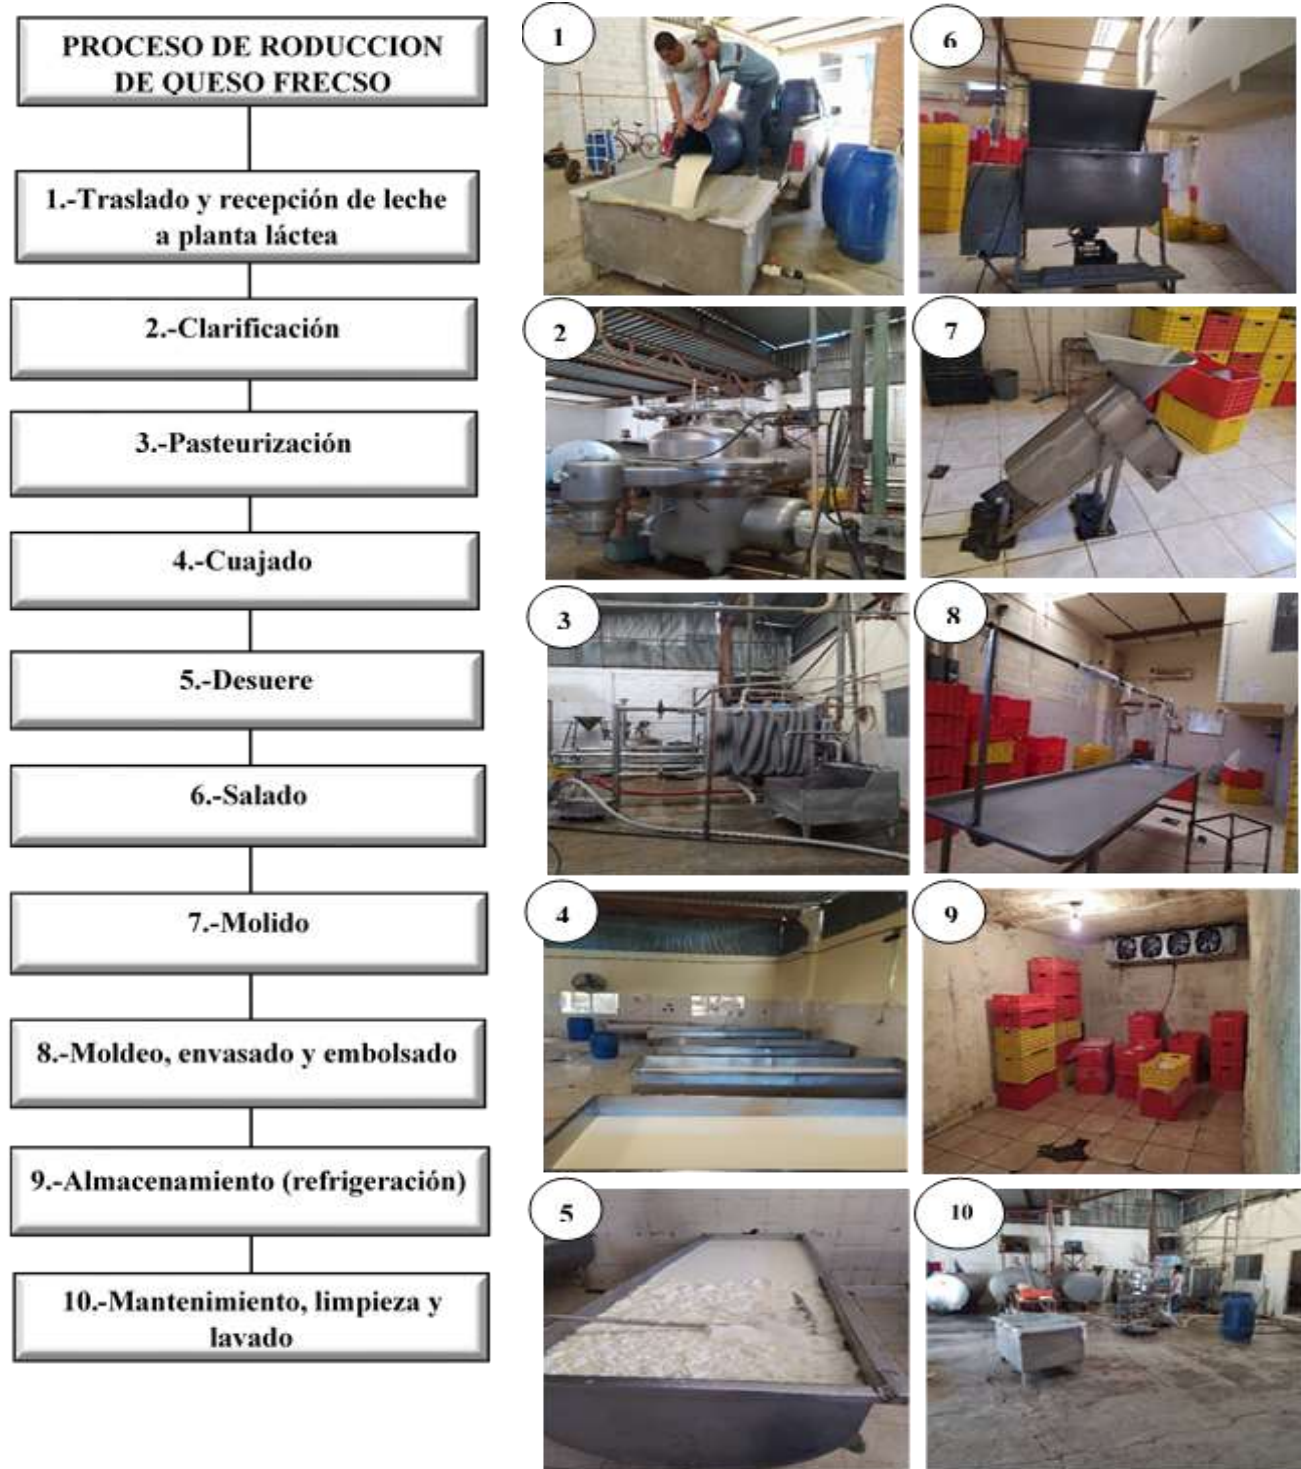 PROCESO DE RODUCCION
DE QUESO FRECSO
1.-Traslado y recepción de leche
a planta láctea
2.-Clarificación
3.-Pasteurización
4.-Cuajado
5.-Desuere
6.-Salado
7.-Molido
8.-Moldeo, envasado y embolsado
9.-Almacenamiento (refrigeración)
10.-Mantenimiento, limpieza y
lavado
1
2
3
4
5
6
7
8
9
10